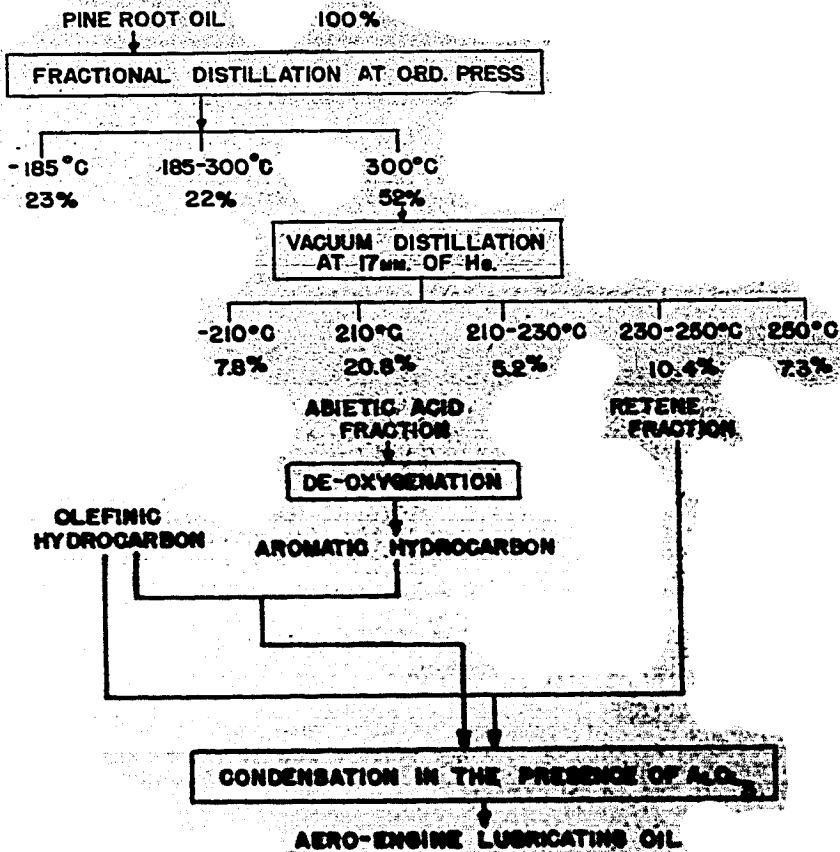 PINE ROOT OIL 100%
FRACTIONAL DISTILLATION AT ORD. PRESS
-185°C 185-300°C 300°C
23% 22% 52%
VACUUM DISTILLATION
AT 17MM. OF HG.
-210°C 210°C 210-230°C 230-250°C 250°C
7.8% 20.8% 5.2% 10.4% 7.3%
ABIETIC ACID
FRACTION
RETENE
FRACTION
DE-OXYGENATION
OLEFINIC
HYDROCARBON
AROMATIC HYDROCARBON
CONDENSATION IN THE PRESENCE OF ALCL3
AERO-ENGINE LUBRICATING OIL